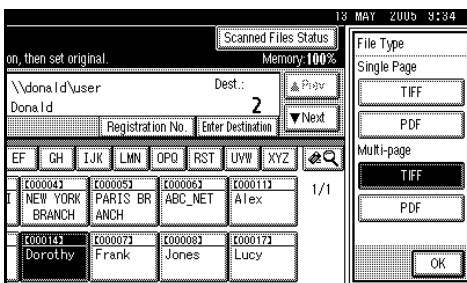 13 MAY 2005 9:34
Scanned Files Status
on, then set original.
Memory:100%
\\donald\user
Dest.:
▲Prev
Donald
2
Registration No.
Enter Destination
▼Next
EF GH IJK LMN OPQ RST UVW XYZ
1/1
[00004] [00005] [00006] [00011]
NEW YORK PARIS BR ABC_NET Alex
BRANCH ANCH
[00014] [00007] [00008] [00017]
Dorothy Frank Jones Lucy
File Type
Single Page
TIFF
PDF
Multi-page
TIFF
PDF
OK